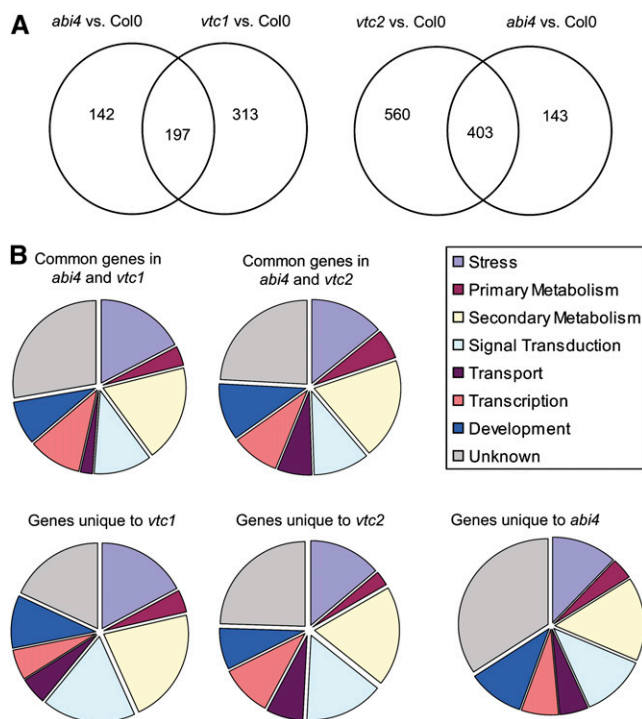 A
abi4 vs. Col0
vtc1 vs. Col0
vtc2 vs. Col0
abi4 vs. Col0
142
197
313
560
403
143
B
Common genes in
abi4 and vtc1
Common genes in
abi4 and vtc2
Stress
Primary Metabolism
Secondary Metabolism
Signal Transduction
Transport
Transcription
Development
Unknown
Genes unique to vtc1
Genes unique to vtc2
Genes unique to abi4